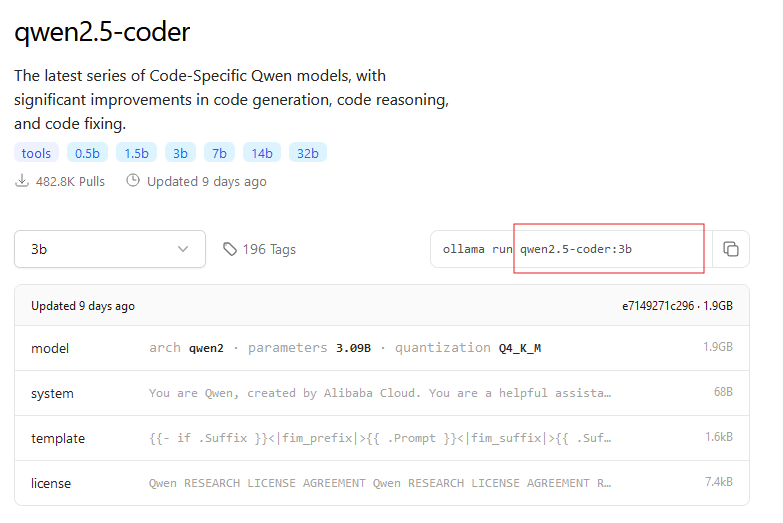 qwen2.5-coder
The latest series of Code-Specific Qwen models, with
significant improvements in code generation, code reasoning,
and code fixing.
tools 0.5b 1.5b 3b 7b 14b 32b
482.8K Pulls Updated 9 days ago
3b 196 Tags ollama run qwen2.5-coder:3b
Updated 9 days ago e7149271c296 · 1.9GB
model arch qwen2 · parameters 3.09B · quantization Q4_K_M 1.9GB
system You are Qwen, created by Alibaba Cloud. You are a helpful assista… 68B
template {{- if .Suffix }}<|fim_prefix|>{{ .Prompt }}<|fim_suffix|>{{ .Suf… 1.6kB
license Qwen RESEARCH LICENSE AGREEMENT Qwen RESEARCH LICENSE AGREEMENT R… 7.4kB